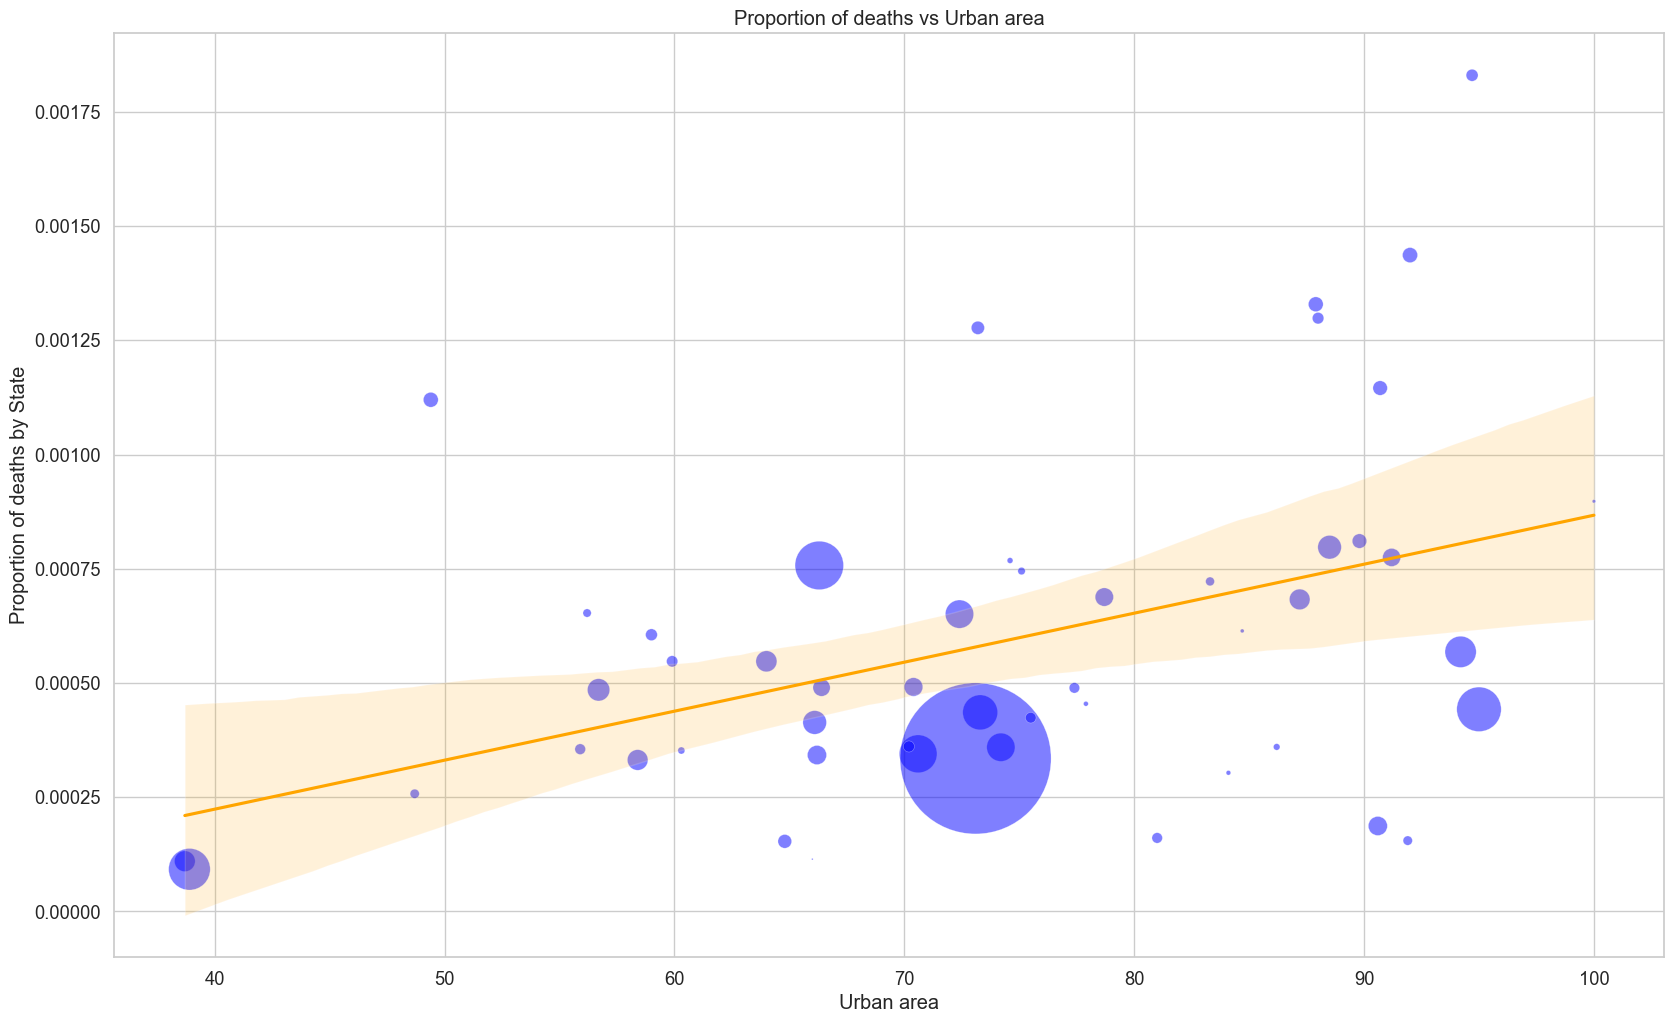 Proportion of deaths vs Urban area
Proportion of deaths by State
0.00175
0.00150
0.00125
0.00100
0.00075
0.00050
0.00025
0.00000
40 50 60 70 80 90 100
Urban area